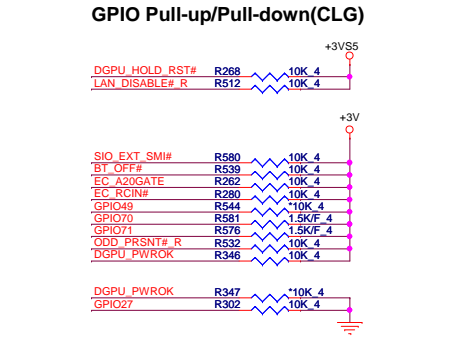 GPIO Pull-up/Pull-down(CLG)
+3VS5
DGPU_HOLD_RST# R268 10K_4
LAN_DISABLE#_R R512 10K_4
+3V
SIO_EXT_SMI# R580 10K_4
BT_OFF# R539 10K_4
EC_A20GATE R262 10K_4
EC_RCIN# R280 10K_4
GPIO49 R544 *10K_4
GPIO70 R581 1.5K/F_4
GPIO71 R576 1.5K/F_4
ODD_PRSNT#_R R532 10K_4
DGPU_PWROK R346 10K_4
DGPU_PWROK R347 *10K_4
GPIO27 R302 10K_4